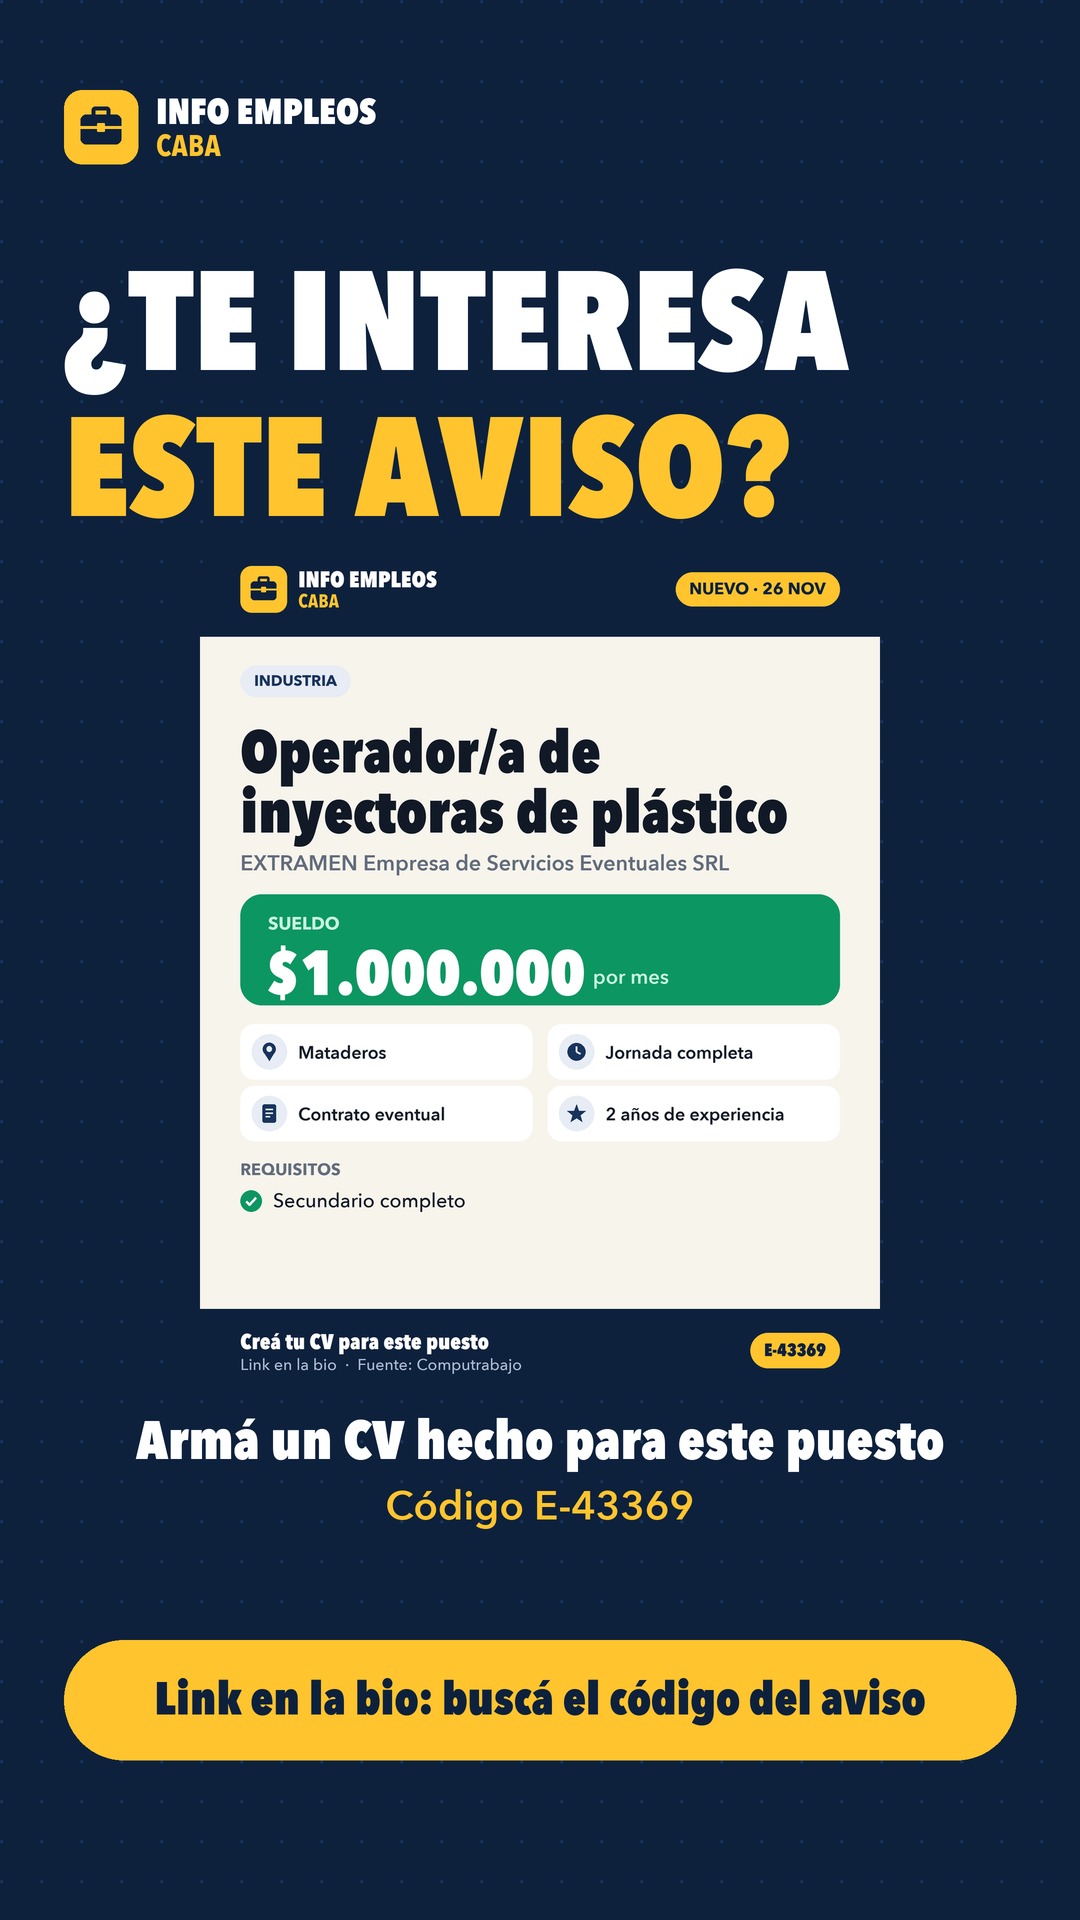 INFO EMPLEOS
CABA
¿TE INTERESA
ESTE AVISO?
INFO EMPLEOS
CABA
NUEVO · 26 NOV
INDUSTRIA
Operador/a de
inyectoras de plástico
EXTRAMEN Empresa de Servicios Eventuales SRL
SUELDO
$1.000.000 por mes
Mataderos
Jornada completa
Contrato eventual
2 años de experiencia
REQUISITOS
Secundario completo
Creá tu CV para este puesto
Link en la bio · Fuente: Computrabajo
E-43369
Armá un CV hecho para este puesto
Código E-43369
Link en la bio: buscá el código del aviso